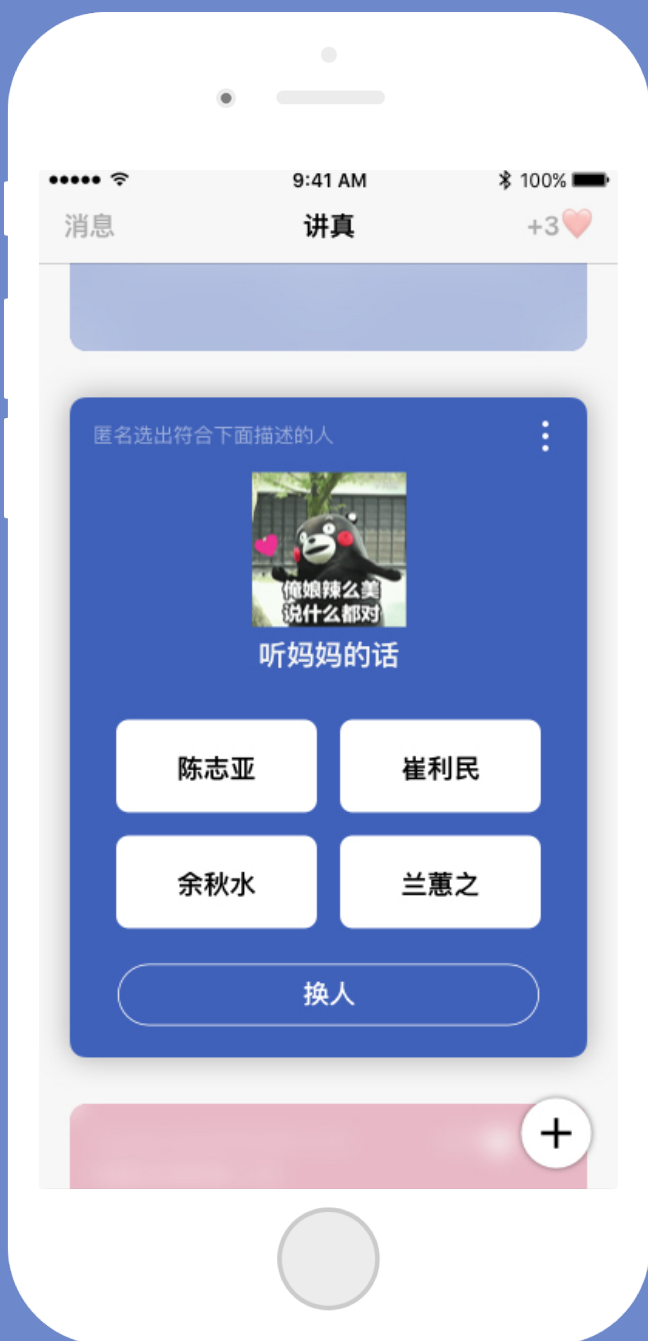 9:41 AM 100%
消息 讲真 +3
匿名选出符合下面描述的人
俺娘辣么美
说什么都对
听妈妈的话
陈志亚 崔利民
余秋水 兰蕙之
换人